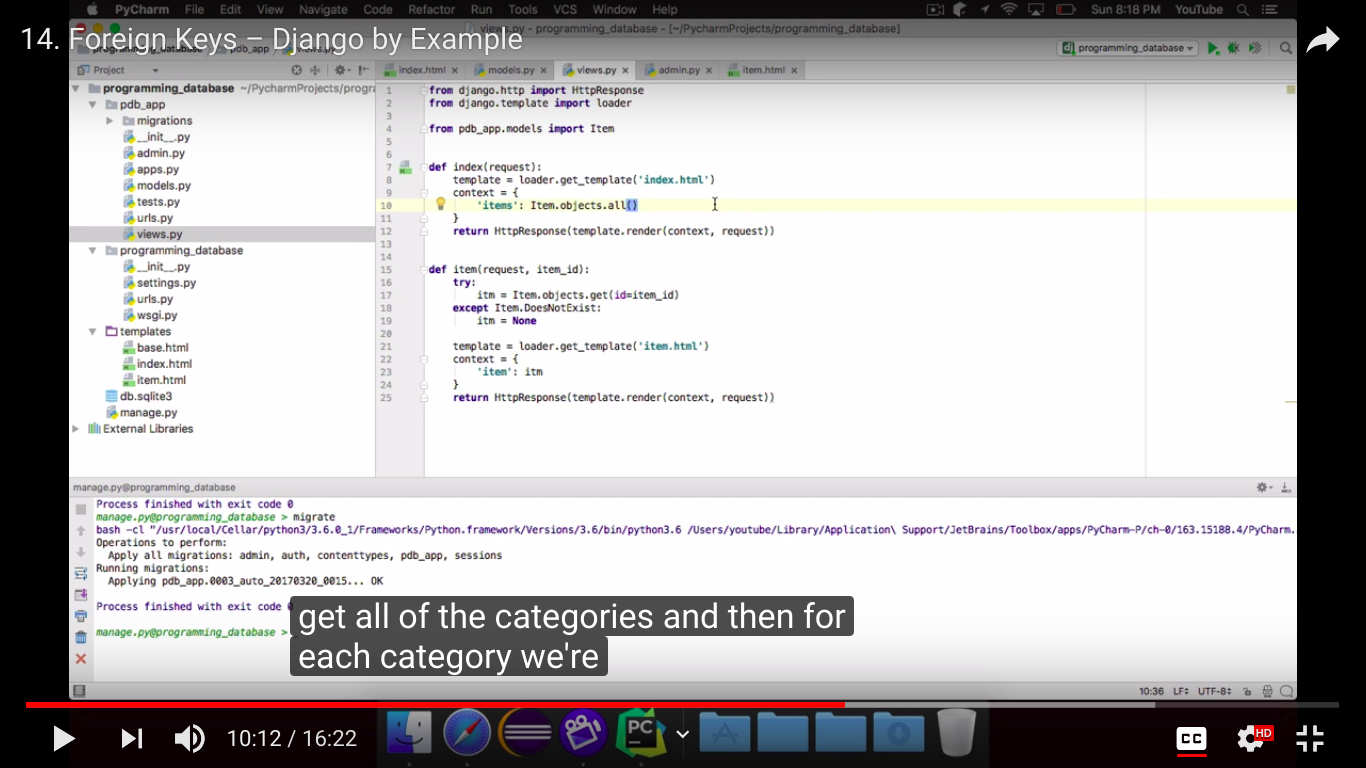 PyCharm File Edit View Navigate Code Refactor Run Tools VCS Window Help Sun 8:18 PM YouTube
views.py - programming_database - [~/PycharmProjects/programming_database]
14. Foreign Keys – Django by Example
programming_database pdb_app views.py programming_database
Project index.html models.py views.py admin.py item.html
programming_database ~/PycharmProjects/progra
pdb_app
migrations
__init__.py
admin.py
apps.py
models.py
tests.py
urls.py
views.py
programming_database
__init__.py
settings.py
urls.py
wsgi.py
templates
base.html
index.html
item.html
db.sqlite3
manage.py
External Libraries
1 from django.http import HttpResponse
2 from django.template import loader
3
4 from pdb_app.models import Item
5
6
7 def index(request):
8 template = loader.get_template('index.html')
9 context = {
10 'items': Item.objects.all()
11 }
12 return HttpResponse(template.render(context, request))
13
14
15 def item(request, item_id):
16 try:
17 itm = Item.objects.get(id=item_id)
18 except Item.DoesNotExist:
19 itm = None
20
21 template = loader.get_template('item.html')
22 context = {
23 'item': itm
24 }
25 return HttpResponse(template.render(context, request))
manage.py@programming_database
Process finished with exit code 0
manage.py@programming_database > migrate
bash -cl "/usr/local/Cellar/python3/3.6.0_1/Frameworks/Python.framework/Versions/3.6/bin/python3.6 /Users/youtube/Library/Application\ Support/JetBrains/Toolbox/apps/PyCharm-P/ch-0/163.15188.4/PyCharm.
Operations to perform:
Apply all migrations: admin, auth, contenttypes, pdb_app, sessions
Running migrations:
Applying pdb_app.0003_auto_20170320_0015... OK
Process finished with exit code 0
manage.py@programming_database >
get all of the categories and then for
each category we're
10:36 LF÷ UTF-8÷
10:12 / 16:22
PC
CC
HD